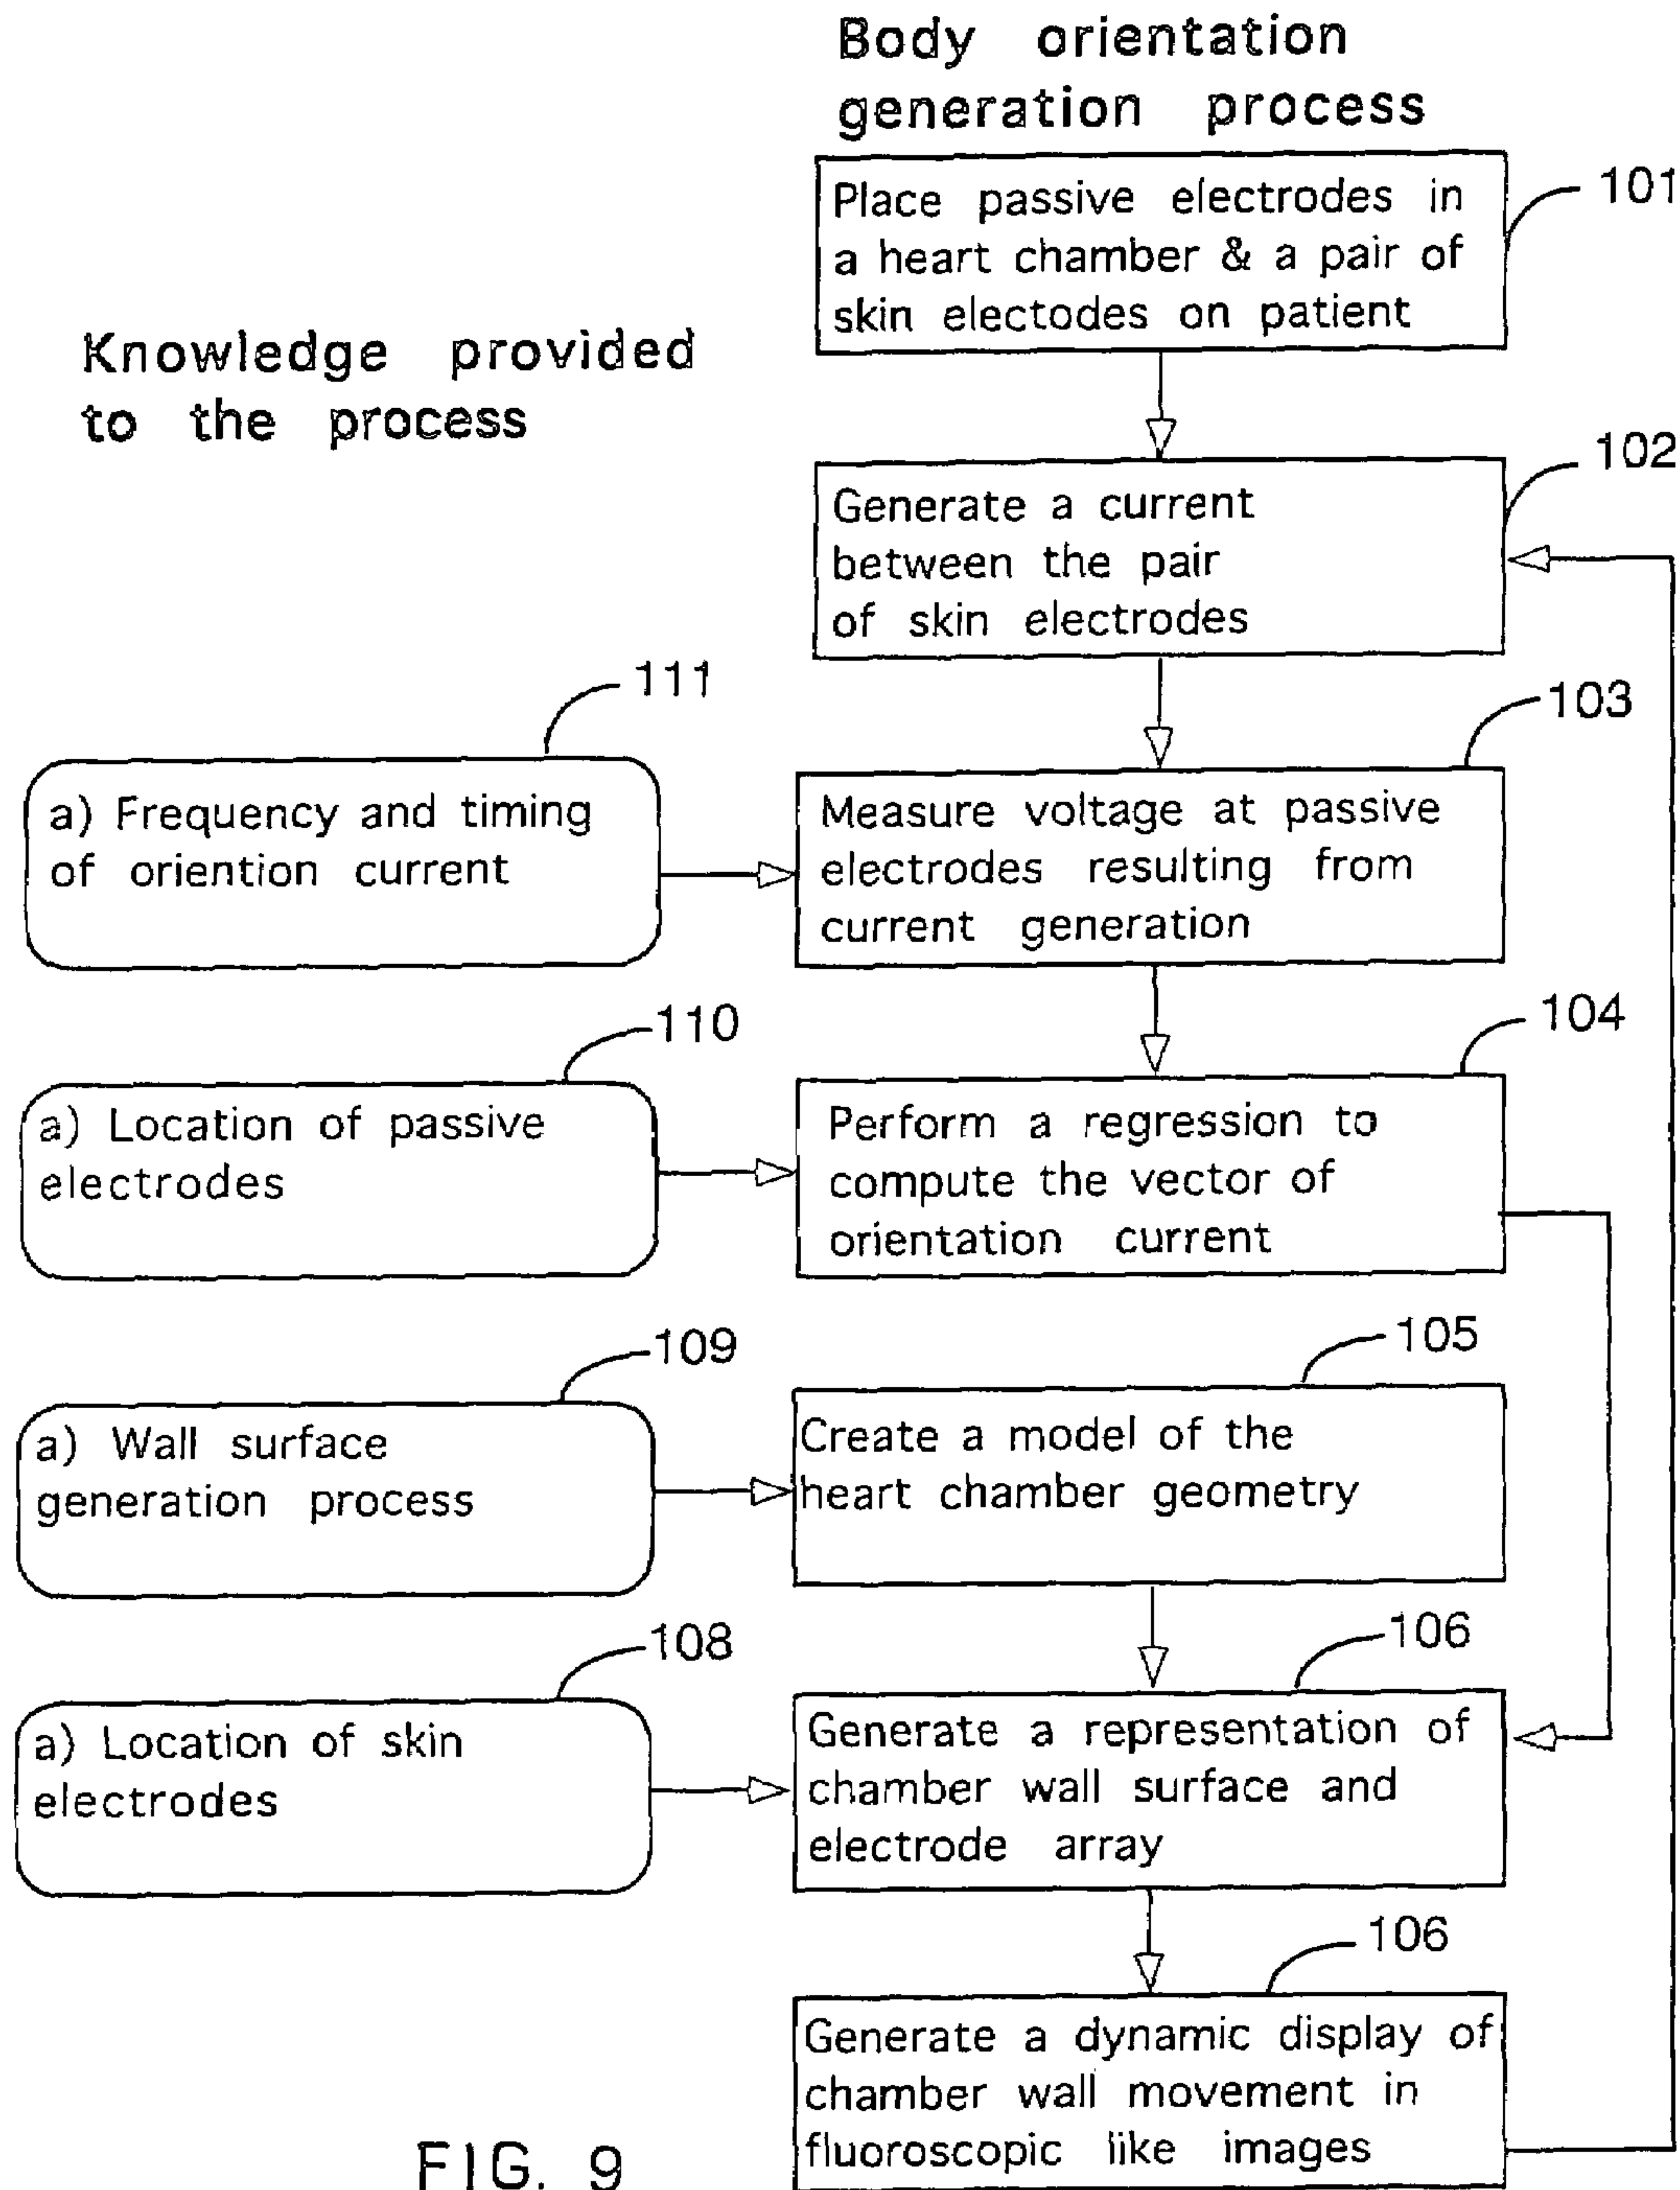 Body orientation
generation process
Place passive electrodes in
a heart chamber & a pair of
skin electodes on patient
101
Knowledge provided
to the process
102
Generate a current
between the pair
of skin electrodes
111
103
a) Frequency and timing
of oriention current
Measure voltage at passive
electrodes resulting from
current generation
110
104
a) Location of passive
electrodes
Perform a regression to
compute the vector of
orientation current
109
105
a) Wall surface
generation process
Create a model of the
heart chamber geometry
108
106
a) Location of skin
electrodes
Generate a representation of
chamber wall surface and
electrode array
106
Generate a dynamic display of
chamber wall movement in
fluoroscopic like images
FIG. 9